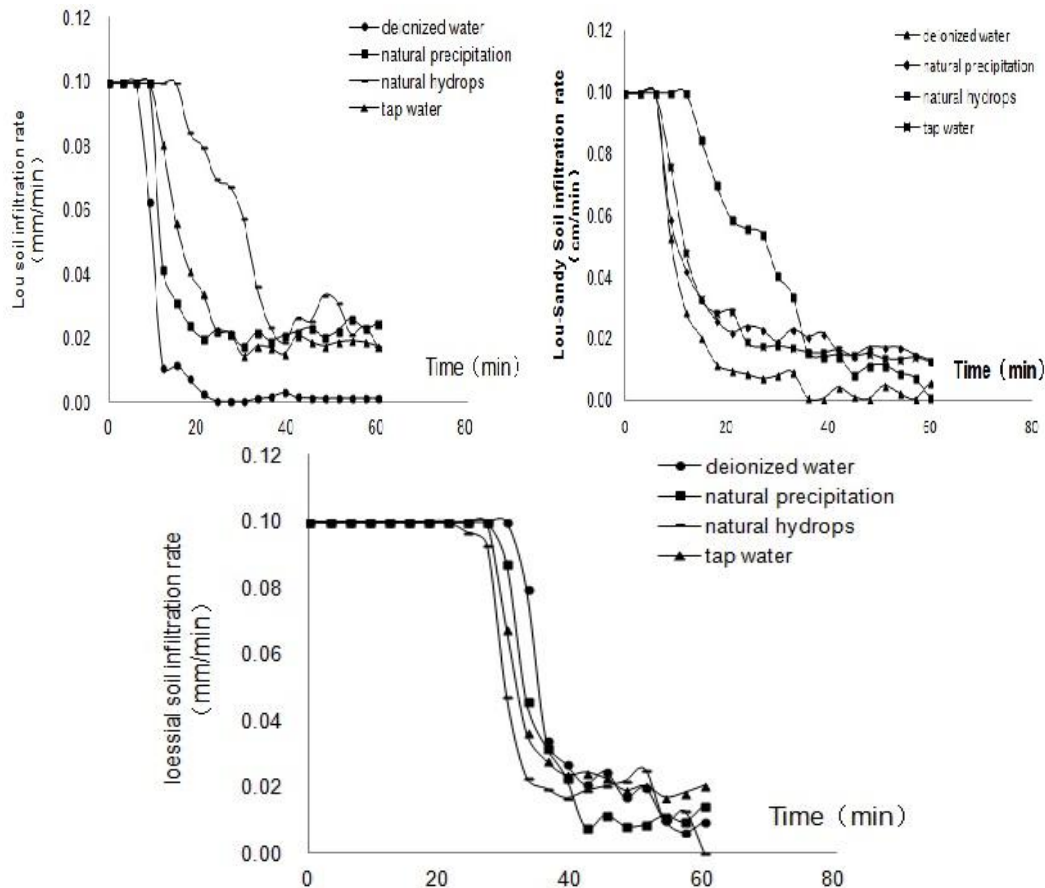 0.12
0.10
0.08
0.06
0.04
0.02
0.00
0
20
40
60
80
Lou soil infiltration rate
(mm/min)
deionized water
natural precipitation
natural hydrops
tap water
Time (min)
0.12
0.10
0.08
0.06
0.04
0.02
0.00
0
20
40
60
80
Lou-Sandy Soil infiltration rate
(cm/min)
deionized water
natural precipitation
natural hydrops
tap water
Time (min)
0.12
0.10
0.08
0.06
0.04
0.02
0.00
0
20
40
60
80
loessial soil infiltration rate
(mm/min)
deionized water
natural precipitation
natural hydrops
tap water
Time (min)